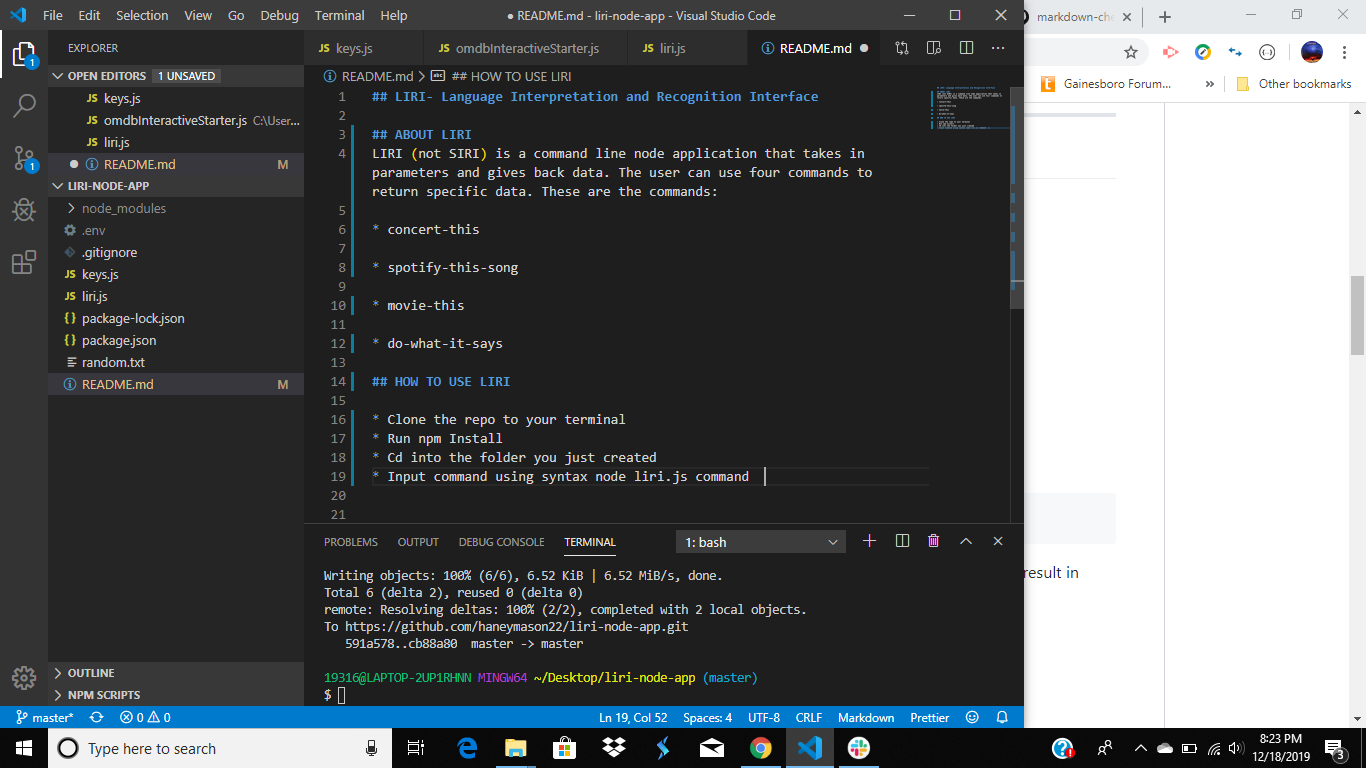 File Edit Selection View Go Debug Terminal Help
● README.md - liri-node-app - Visual Studio Code
EXPLORER
OPEN EDITORS 1 UNSAVED
JS keys.js
JS omdbInteractiveStarter.js C:\User...
JS liri.js
● README.md M
LIRI-NODE-APP
node_modules
.env
.gitignore
JS keys.js
JS liri.js
{} package-lock.json
{} package.json
random.txt
README.md M
OUTLINE
NPM SCRIPTS
1
1
JS keys.js JS omdbInteractiveStarter.js JS liri.js README.md ●
README.md > abc ## HOW TO USE LIRI
1 ## LIRI- Language Interpretation and Recognition Interface
2
3 ## ABOUT LIRI
4 LIRI (not SIRI) is a command line node application that takes in
parameters and gives back data. The user can use four commands to
return specific data. These are the commands:
5
6 * concert-this
7
8 * spotify-this-song
9
10 * movie-this
11
12 * do-what-it-says
13
14 ## HOW TO USE LIRI
15
16 * Clone the repo to your terminal
17 * Run npm Install
18 * Cd into the folder you just created
19 * Input command using syntax node liri.js command
20
21
PROBLEMS OUTPUT DEBUG CONSOLE TERMINAL 1: bash
Writing objects: 100% (6/6), 6.52 KiB | 6.52 MiB/s, done.
Total 6 (delta 2), reused 0 (delta 0)
remote: Resolving deltas: 100% (2/2), completed with 2 local objects.
To https://github.com/haneymason22/liri-node-app.git
591a578..cb88a80 master -> master
19316@LAPTOP-2UP1RHNN MINGW64 ~/Desktop/liri-node-app (master)
$
master* 0 0 Ln 19, Col 52 Spaces: 4 UTF-8 CRLF Markdown Prettier
markdown-che
Gainesboro Forum... » Other bookmarks
result in
Type here to search
8:23 PM
12/18/2019
3